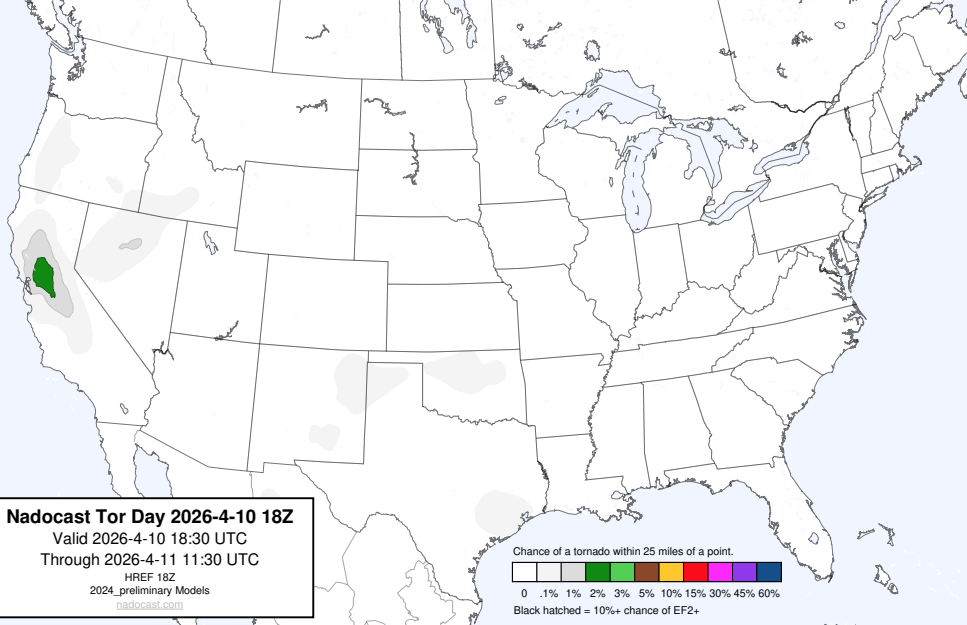 Nadocast Tor Day 2026-4-10 18Z
Valid 2026-4-10 18:30 UTC
Through 2026-4-11 11:30 UTC
HREF 18Z
2024_preliminary Models
nadocast.com
Chance of a tornado within 25 miles of a point.
0 .1% 1% 2% 3% 5% 10% 15% 30% 45% 60%
Black hatched = 10%+ chance of EF2+